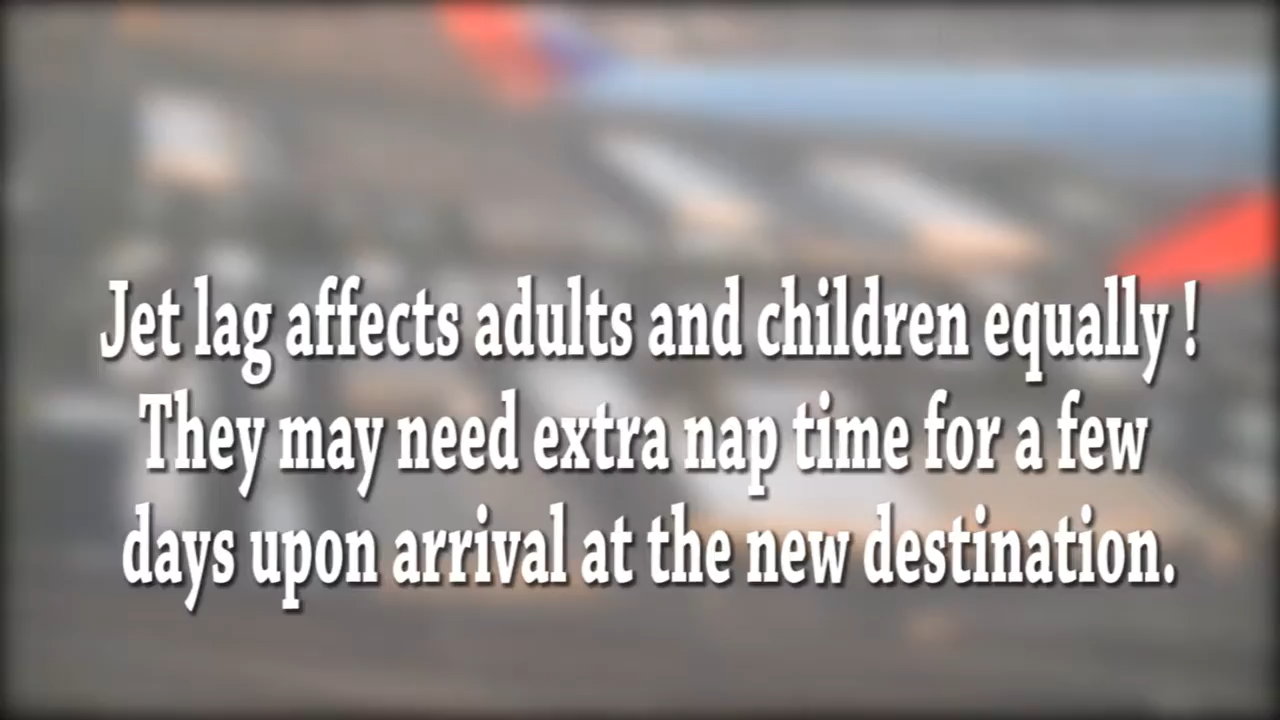 Jet lag affects adults and children equally !
They may need extra nap time for a few
days upon arrival at the new destination.